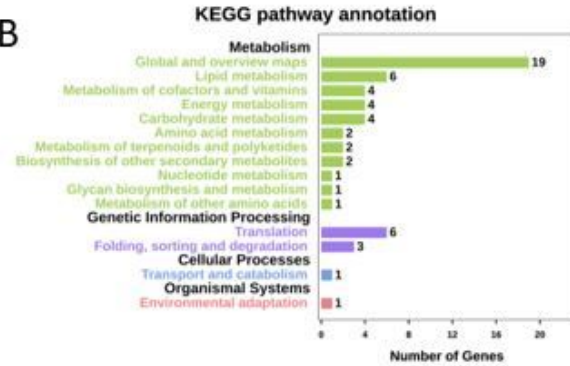 B
KEGG pathway annotation
Metabolism
Global and overview maps 19
Lipid metabolism 6
Metabolism of cofactors and vitamins 4
Energy metabolism 4
Carbohydrate metabolism 4
Amino acid metabolism 2
Metabolism of terpenoids and polyketides 2
Biosynthesis of other secondary metabolites 2
Nucleotide metabolism 1
Glycan biosynthesis and metabolism 1
Metabolism of other amino acids 1
Genetic Information Processing
Translation 6
Folding, sorting and degradation 3
Cellular Processes
Transport and catabolism 1
Organismal Systems
Environmental adaptation 1
0 4 8 12 16 20
Number of Genes